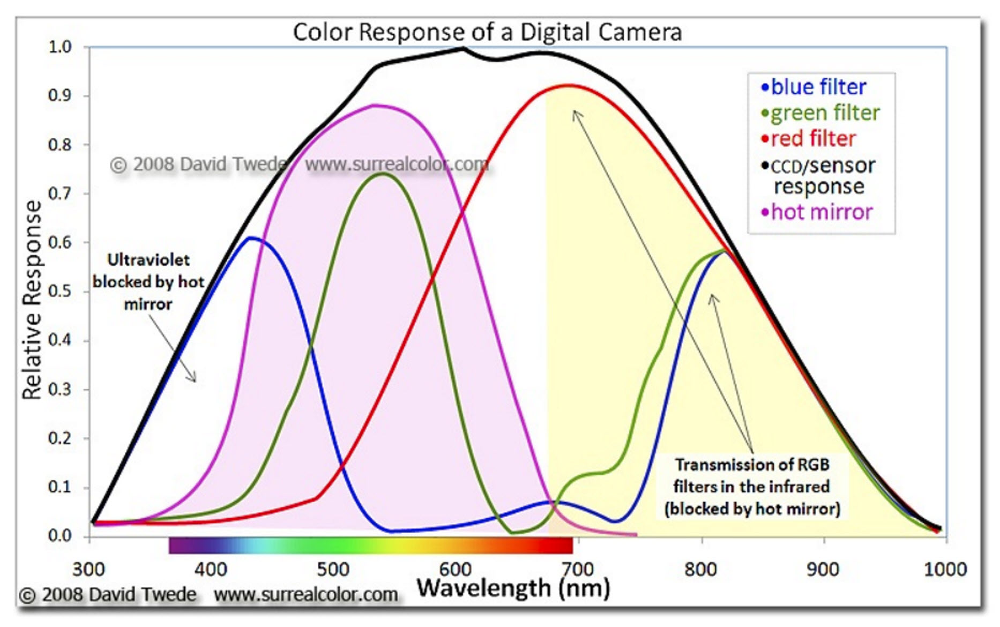 Color Response of a Digital Camera
1.0
0.9
0.8
0.7
0.6
0.5
0.4
0.3
0.2
0.1
0.0
Relative Response
•blue filter
•green filter
•red filter
•CCD/sensor
response
•hot mirror
© 2008 David Twede www.surrealcolor.com
Ultraviolet
blocked by hot
mirror
Transmission of RGB
filters in the infrared
(blocked by hot mirror)
300 400 500 600 700 800 900 1000
Wavelength (nm)
© 2008 David Twede www.surrealcolor.com